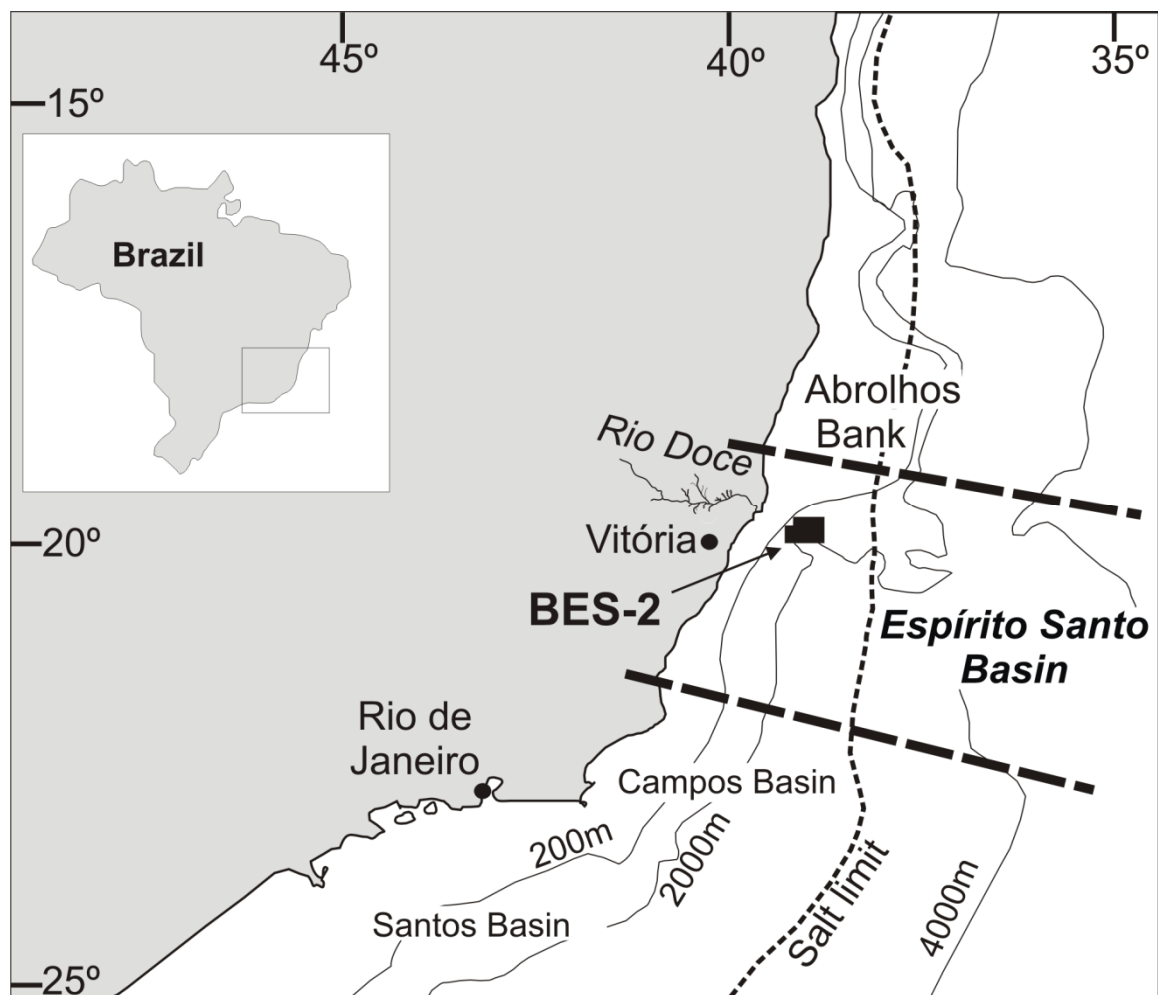 45º
40º
35º
15º
Brazil
Abrolhos
Bank
Rio Doce
20º
Vitória
BES-2
Espírito Santo
Basin
Rio de
Janeiro
Campos Basin
200m
2000m
Salt limit
4000m
Santos Basin
25º